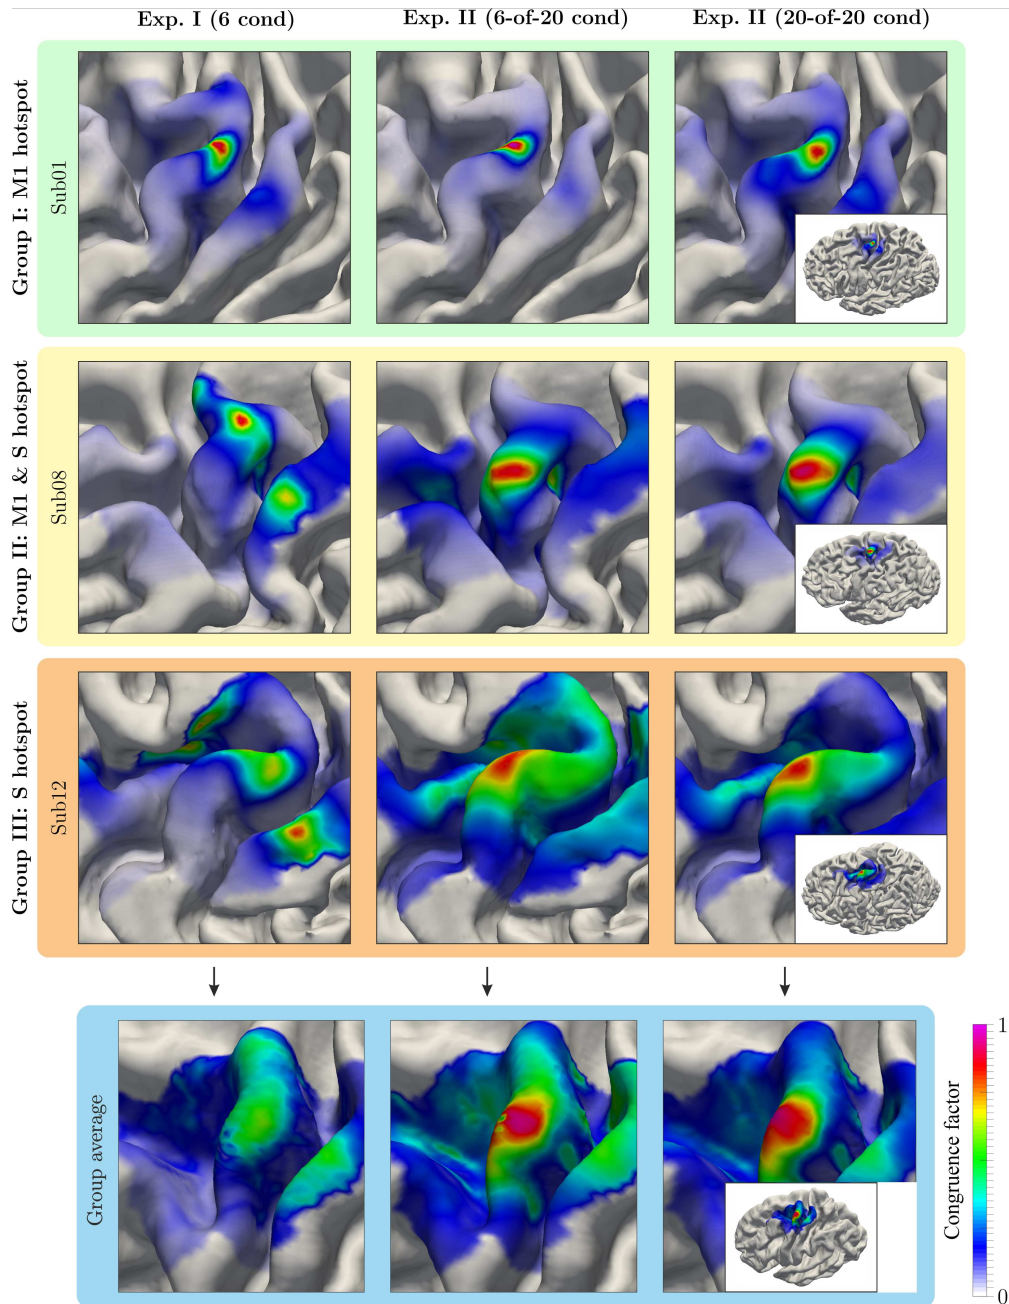 Exp. I (6 cond)
Exp. II (6-of-20 cond)
Exp. II (20-of-20 cond)
Group I: M1 hotspot
Sub01
Group II: M1 & S hotspot
Sub08
Group III: S hotspot
Sub12
Group average
Congruence factor
1
0